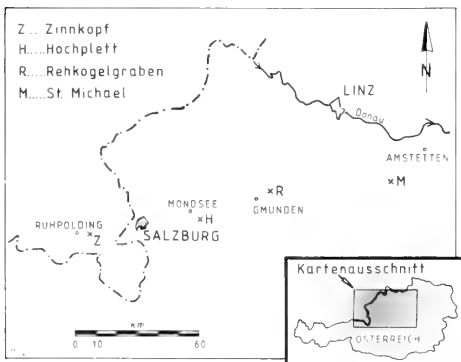 Z .. Zinnkopf
H.....Hochplett
R....Rehkogelgraben
M.....St. Michael
N
LINZ
Donau
AMSTETTEN
×M
×R
GMUNDEN
MONDSEE
×H
RUHPOLDING
×Z
SALZBURG
km
0 10 60
Kartenausschnitt
ÖSTERREICH